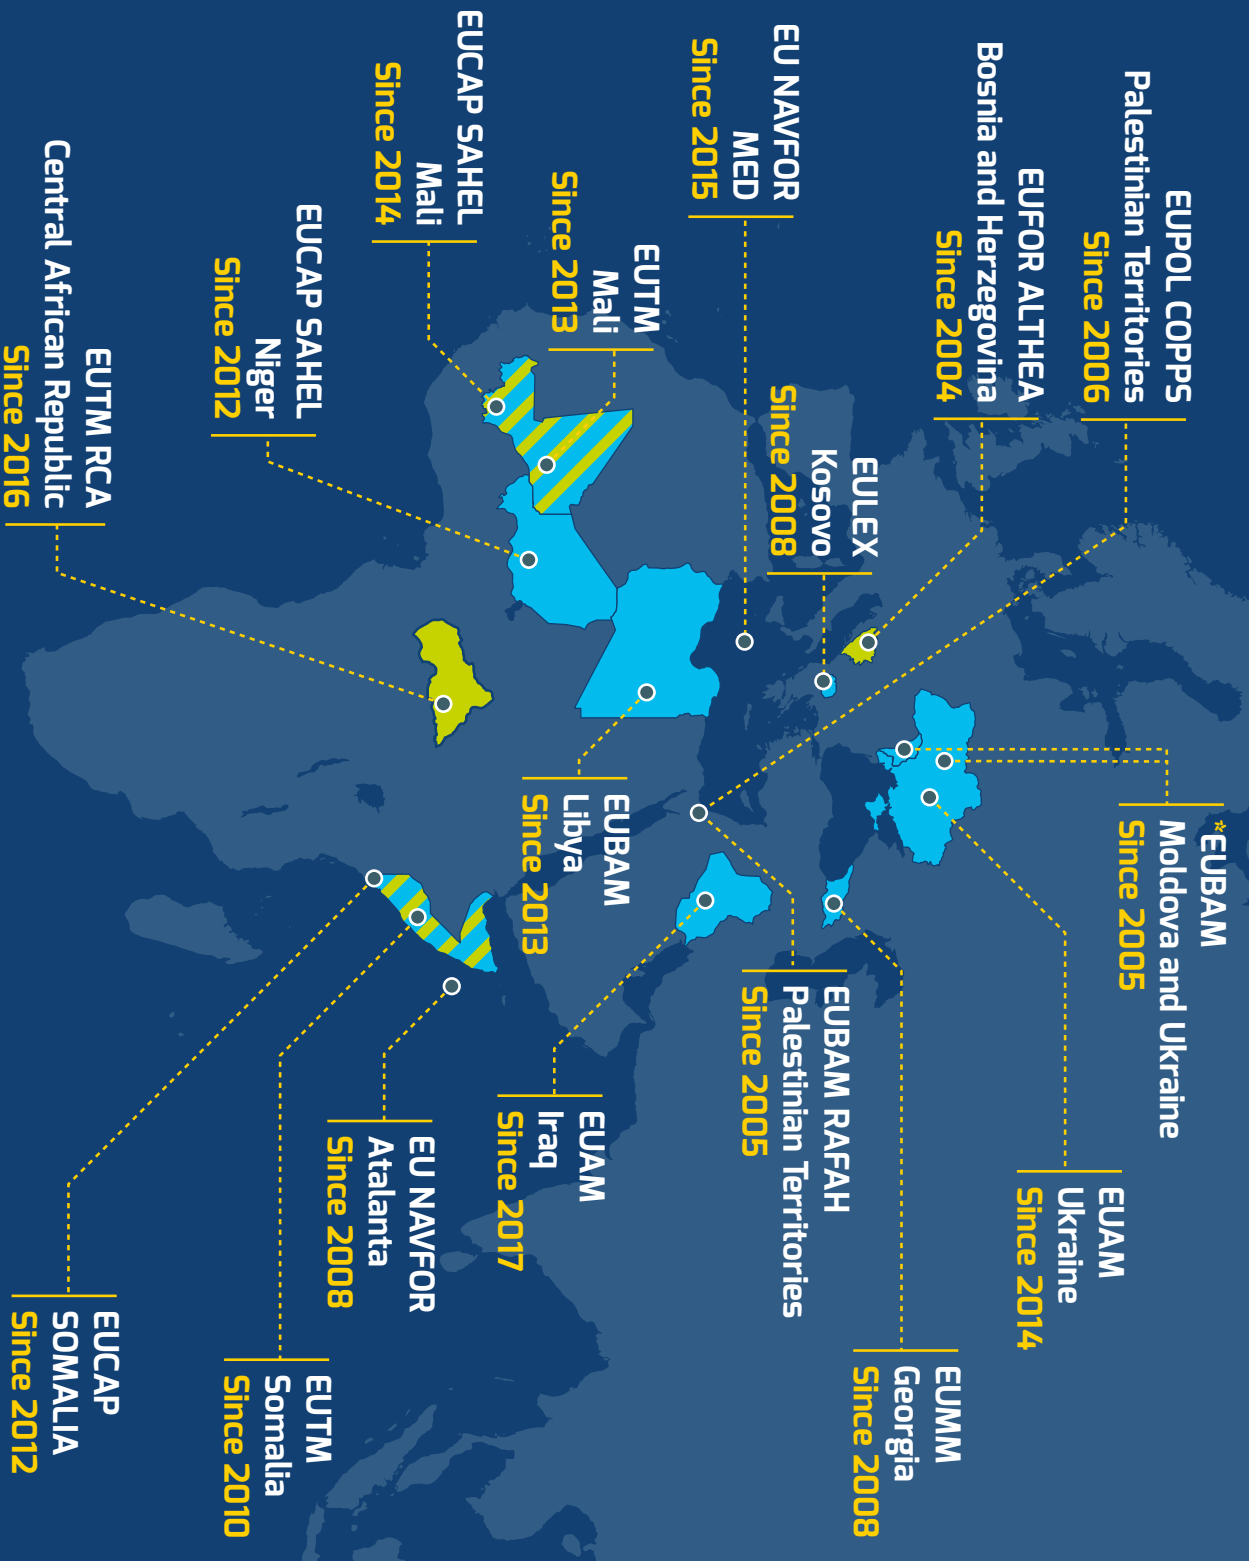 EUPOL COPPS
Palestinian Territories
Since 2006
EUFOR ALTHEA
Bosnia and Herzegovina
Since 2004
EU NAVFOR
MED
Since 2015
EULEX
Kosovo
Since 2008
EUTM
Mali
Since 2013
EUCAP SAHEL
Mali
Since 2014
EUCAP SAHEL
Niger
Since 2012
EUTM RCA
Central African Republic
Since 2016
*EUBAM
Moldova and Ukraine
Since 2005
EUAM
Ukraine
Since 2014
EUMM
Georgia
Since 2008
EUBAM RAFAH
Palestinian Territories
Since 2005
EUBAM
Libya
Since 2013
EUAM
Iraq
Since 2017
EU NAVFOR
Atalanta
Since 2008
EUTM
Somalia
Since 2010
EUCAP
SOMALIA
Since 2012